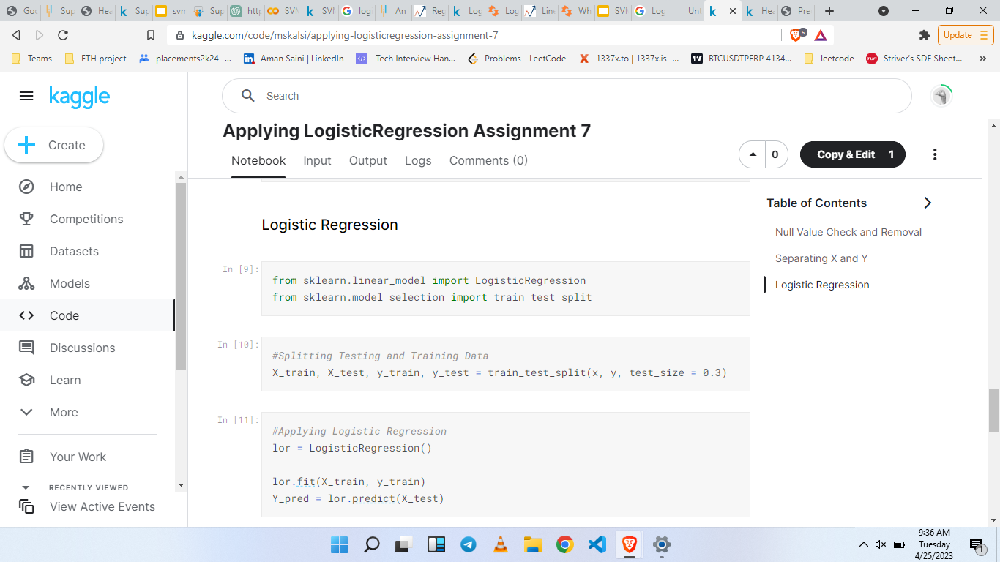 Goo
Sup
Hea
Sup
svm
Sup
http
SVM
SVM
log
An
Reg
Log
Log
Line
Wh
SVM
Log
Unt
k
Hea
Pre
kaggle.com/code/mskalsi/applying-logisticregression-assignment-7
6
Update
Teams
ETH project
placements2k24 -...
Aman Saini | LinkedIn
Tech Interview Han...
Problems - LeetCode
1337x.to | 1337x.is -...
BTCUSDTPERP 4134...
leetcode
Striver's SDE Sheet...
»
kaggle
Search
Create
Home
Competitions
Datasets
Models
Code
Discussions
Learn
More
Your Work
RECENTLY VIEWED
View Active Events
Applying LogisticRegression Assignment 7
Notebook Input Output Logs Comments (0)
0
Copy & Edit 1
Logistic Regression
In [9]:
from sklearn.linear_model import LogisticRegression
from sklearn.model_selection import train_test_split
In [10]:
#Splitting Testing and Training Data
X_train, X_test, y_train, y_test = train_test_split(x, y, test_size = 0.3)
In [11]:
#Applying Logistic Regression
lor = LogisticRegression()
lor.fit(X_train, y_train)
Y_pred = lor.predict(X_test)
Table of Contents
Null Value Check and Removal
Separating X and Y
Logistic Regression
9:36 AM
Tuesday
4/25/2023
1